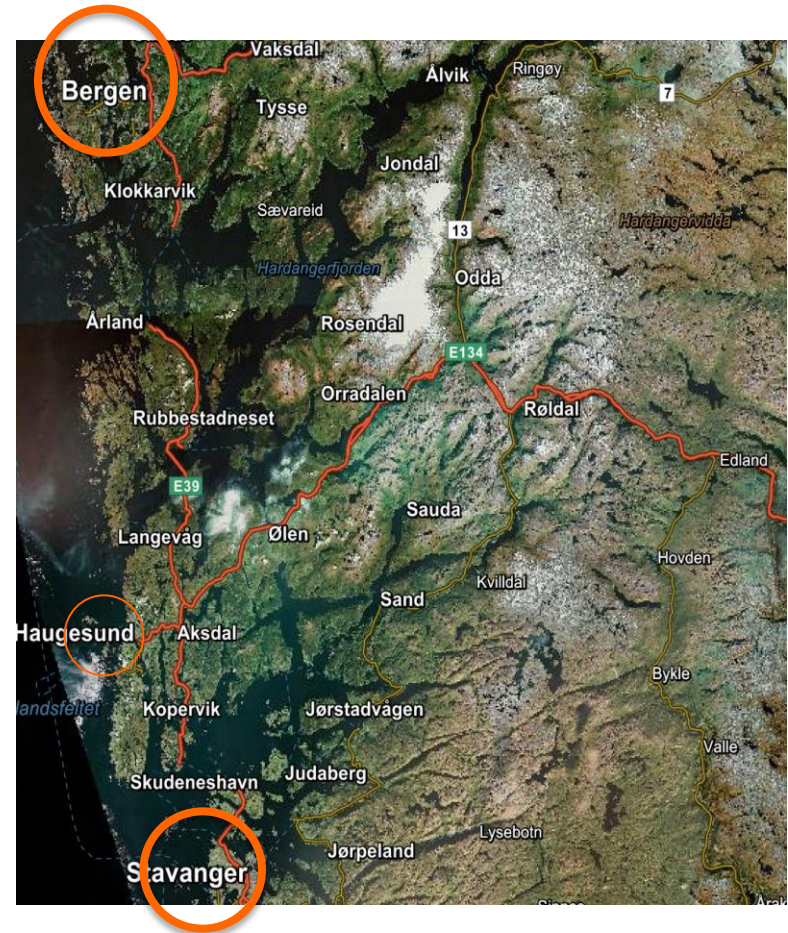 Vaksdal
Bergen
Ålvik
Ringøy
7
Tysse
Jondal
Klokkarvik
Sævareid
13
Hardangervidda
Hardangerfjorden
Odda
Årland
Rosendal
E134
Orradalen
Røldal
Rubbestadneset
Edland
E39
Sauda
Langevåg
Ølen
Hovden
Kvilldal
Sand
Haugesund
Aksdal
Bykle
landsfeltet
Kopervik
Jørstadvågen
Valle
Skudeneshavn
Judaberg
Lysebotn
Jørpeland
Stavanger